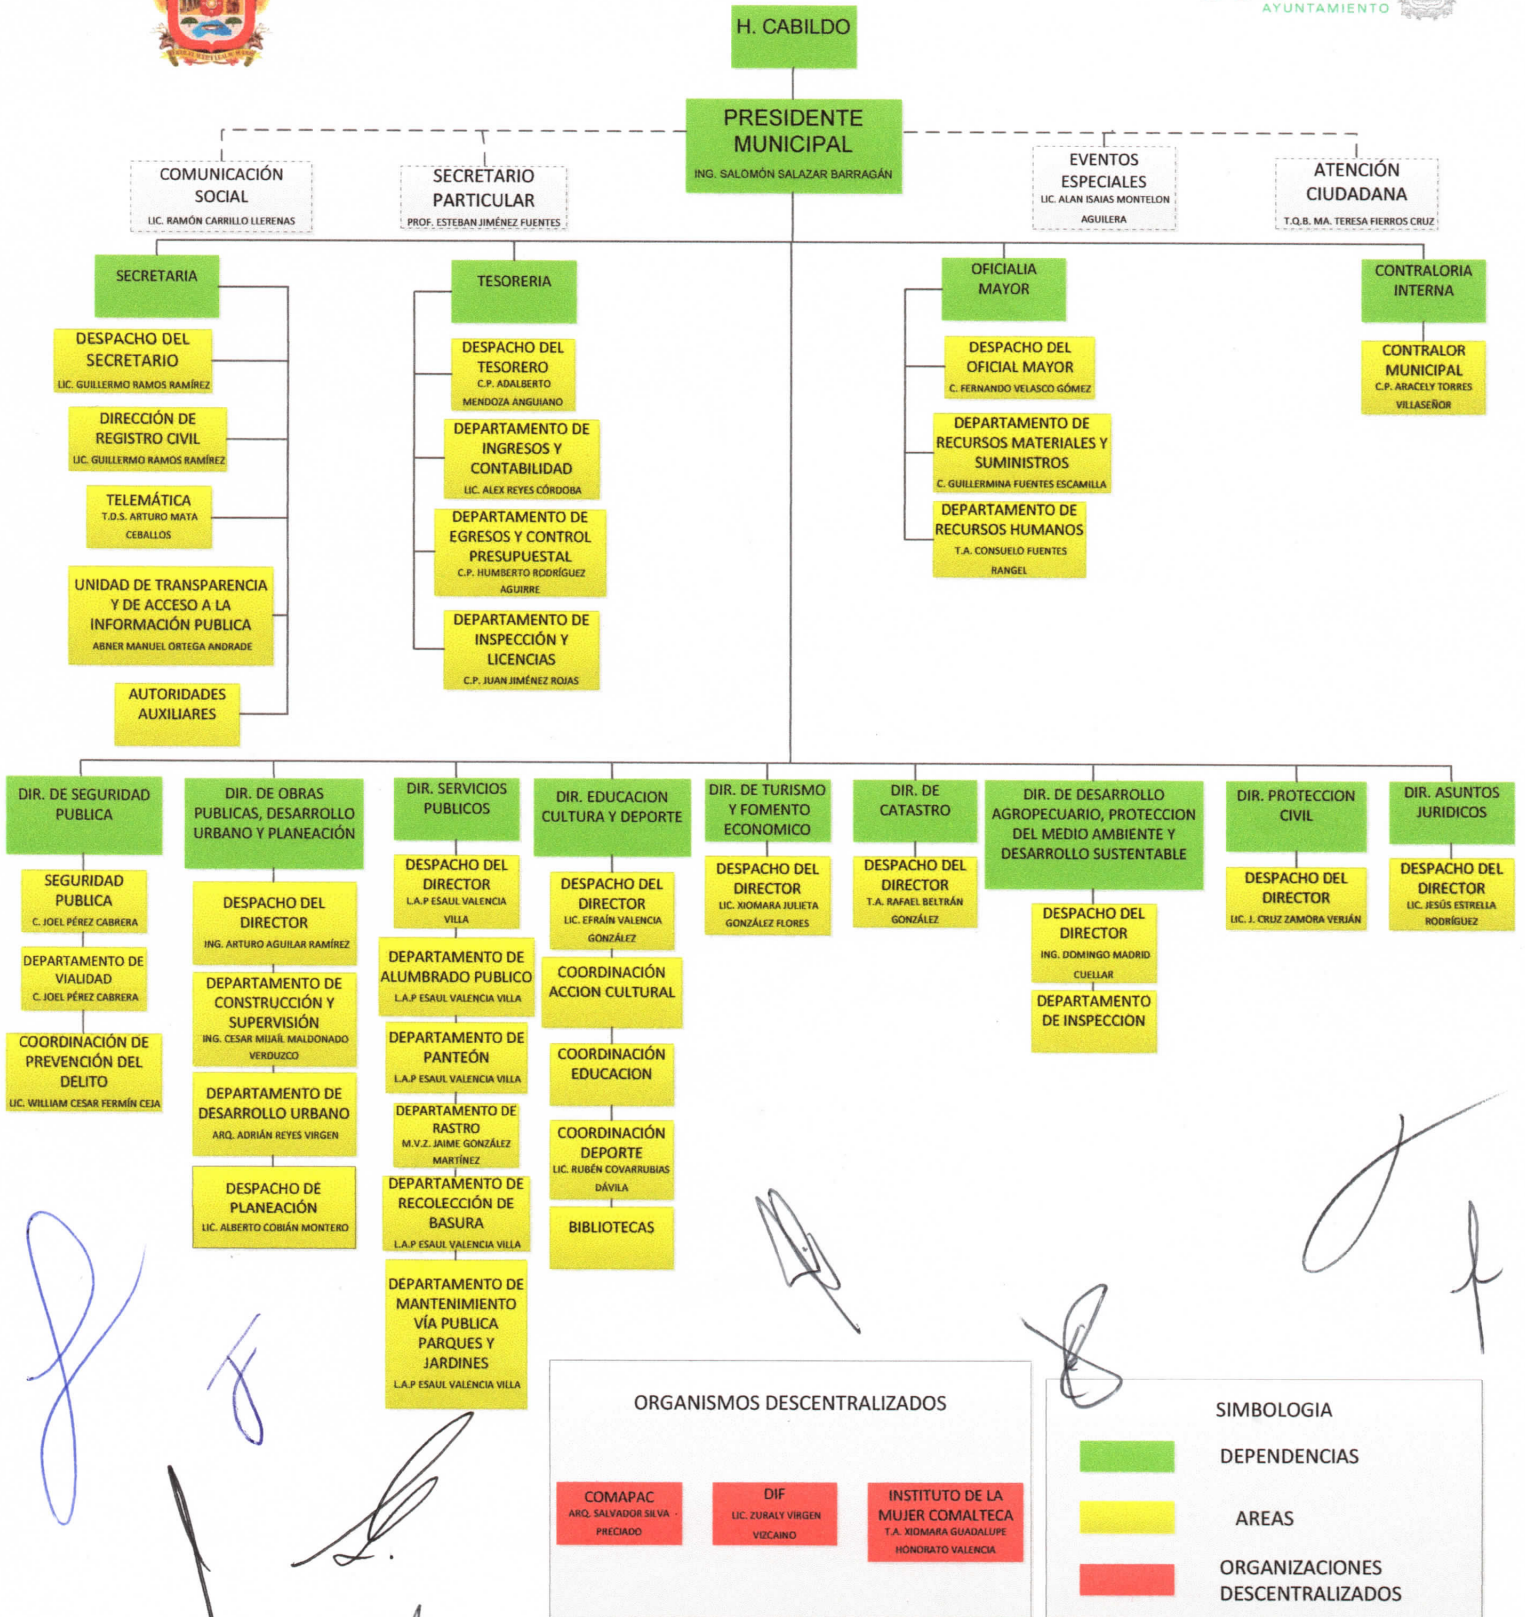 AYUNTAMIENTO
H. CABILDO
PRESIDENTE
MUNICIPAL
ING. SALOMÓN SALAZAR BARRAGÁN
COMUNICACIÓN
SOCIAL
LIC. RAMÓN CARRILLO LLERENAS
SECRETARIO
PARTICULAR
PROF. ESTEBAN JIMÉNEZ FUENTES
EVENTOS
ESPECIALES
LIC. ALAN ISAIAS MONTELON
AGUILERA
ATENCIÓN
CIUDADANA
T.Q.B. MA. TERESA FIERROS CRUZ
SECRETARIA
DESPACHO DEL
SECRETARIO
LIC. GUILLERMO RAMOS RAMÍREZ
DIRECCIÓN DE
REGISTRO CIVIL
LIC. GUILLERMO RAMOS RAMÍREZ
TELEMÁTICA
T.D.S. ARTURO MATA
CEBALLOS
UNIDAD DE TRANSPARENCIA
Y DE ACCESO A LA
INFORMACIÓN PUBLICA
ABNER MANUEL ORTEGA ANDRADE
AUTORIDADES
AUXILIARES
TESORERIA
DESPACHO DEL
TESORERO
C.P. ADALBERTO
MENDOZA ANGUIANO
DEPARTAMENTO DE
INGRESOS Y
CONTABILIDAD
LIC. ALEX REYES CÓRDOBA
DEPARTAMENTO DE
EGRESOS Y CONTROL
PRESUPUESTAL
C.P. HUMBERTO RODRÍGUEZ
AGUIRRE
DEPARTAMENTO DE
INSPECCIÓN Y
LICENCIAS
C.P. JUAN JIMÉNEZ ROJAS
OFICIALIA
MAYOR
DESPACHO DEL
OFICIAL MAYOR
C. FERNANDO VELASCO GÓMEZ
DEPARTAMENTO DE
RECURSOS MATERIALES Y
SUMINISTROS
C. GUILLERMINA FUENTES ESCAMILLA
DEPARTAMENTO DE
RECURSOS HUMANOS
T.A. CONSUELO FUENTES
RANGEL
CONTRALORIA
INTERNA
CONTRALOR
MUNICIPAL
C.P. ARACELY TORRES
VILLASEÑOR
DIR. DE SEGURIDAD
PUBLICA
SEGURIDAD
PUBLICA
C. JOEL PÉREZ CABRERA
DEPARTAMENTO DE
VIALIDAD
C. JOEL PÉREZ CABRERA
COORDINACIÓN DE
PREVENCIÓN DEL
DELITO
LIC. WILLIAM CESAR FERMÍN CEJA
DIR. DE OBRAS
PUBLICAS, DESARROLLO
URBANO Y PLANEACIÓN
DESPACHO DEL
DIRECTOR
ING. ARTURO AGUILAR RAMÍREZ
DEPARTAMENTO DE
CONSTRUCCIÓN Y
SUPERVISIÓN
ING. CESAR MIJAÍL MALDONADO
VERDUZCO
DEPARTAMENTO DE
DESARROLLO URBANO
ARQ. ADRIÁN REYES VIRGEN
DESPACHO DE
PLANEACIÓN
LIC. ALBERTO COBIÁN MONTERO
DIR. SERVICIOS
PUBLICOS
DESPACHO DEL
DIRECTOR
L.A.P ESAUL VALENCIA
VILLA
DEPARTAMENTO DE
ALUMBRADO PUBLICO
L.A.P ESAUL VALENCIA VILLA
DEPARTAMENTO DE
PANTEÓN
L.A.P ESAUL VALENCIA VILLA
DEPARTAMENTO DE
RASTRO
M.V.Z. JAIME GONZÁLEZ
MARTÍNEZ
DEPARTAMENTO DE
RECOLECCIÓN DE
BASURA
L.A.P ESAUL VALENCIA VILLA
DEPARTAMENTO DE
MANTENIMIENTO
VÍA PUBLICA
PARQUES Y
JARDINES
L.A.P ESAUL VALENCIA VILLA
DIR. EDUCACION
CULTURA Y DEPORTE
DESPACHO DEL
DIRECTOR
LIC. EFRAÍN VALENCIA
GONZÁLEZ
COORDINACIÓN
ACCION CULTURAL
COORDINACIÓN
EDUCACION
COORDINACIÓN
DEPORTE
LIC. RUBÉN COVARRUBIAS
DÁVILA
BIBLIOTECAS
DIR. DE TURISMO
Y FOMENTO
ECONOMICO
DESPACHO DEL
DIRECTOR
LIC. XIOMARA JULIETA
GONZÁLEZ FLORES
DIR. DE
CATASTRO
DESPACHO DEL
DIRECTOR
T.A. RAFAEL BELTRÁN
GONZÁLEZ
DIR. DE DESARROLLO
AGROPECUARIO, PROTECCION
DEL MEDIO AMBIENTE Y
DESARROLLO SUSTENTABLE
DESPACHO DEL
DIRECTOR
ING. DOMINGO MADRID
CUELLAR
DEPARTAMENTO
DE INSPECCION
DIR. PROTECCION
CIVIL
DESPACHO DEL
DIRECTOR
LIC. J. CRUZ ZAMORA VERJÁN
DIR. ASUNTOS
JURIDICOS
DESPACHO DEL
DIRECTOR
LIC. JESÚS ESTRELLA
RODRÍGUEZ
ORGANISMOS DESCENTRALIZADOS
COMAPAC
ARQ. SALVADOR SILVA
PRECIADO
DIF
LIC. ZURALY VIRGEN
VIZCAINO
INSTITUTO DE LA
MUJER COMALTECA
T.A. XIOMARA GUADALUPE
HONORATO VALENCIA
SIMBOLOGIA
DEPENDENCIAS
AREAS
ORGANIZACIONES
DESCENTRALIZADOS